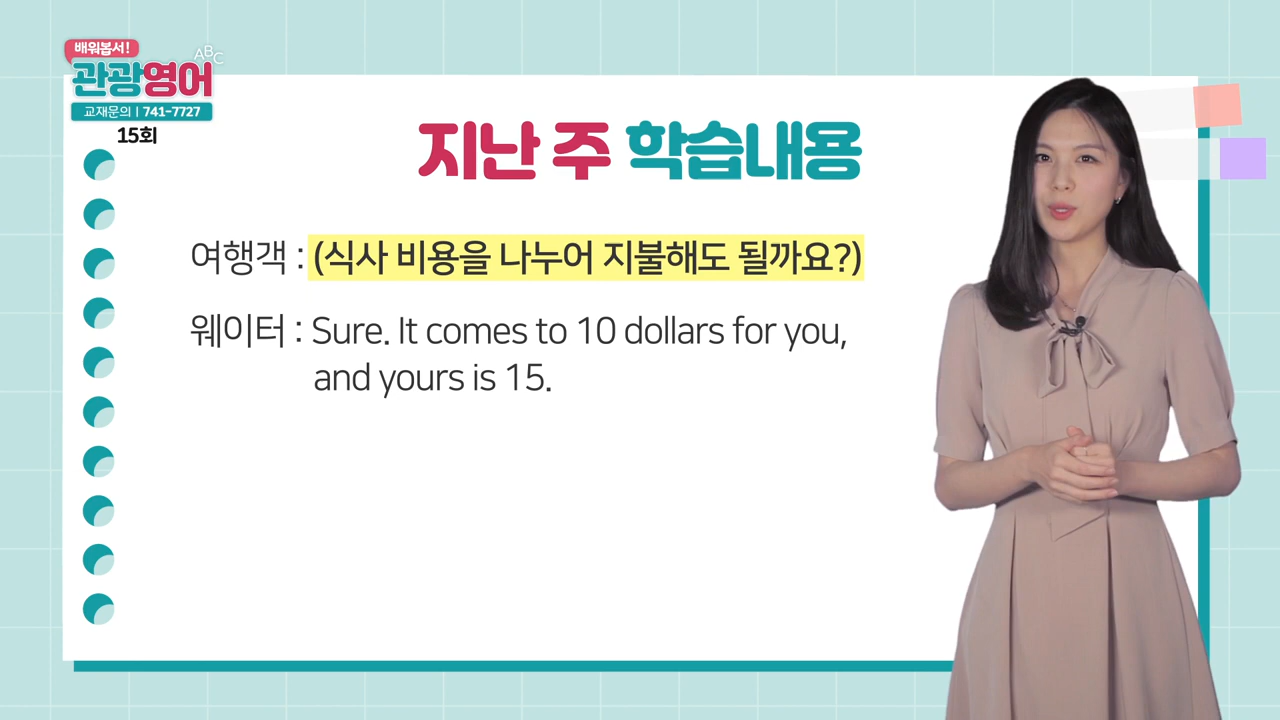 배워봅서!
ABC
관광영어
교재문의 | 741-7727
15회
지난 주 학습내용
여행객 : (식사 비용을 나누어 지불해도 될까요?)
웨이터 : Sure. It comes to 10 dollars for you,
and yours is 15.